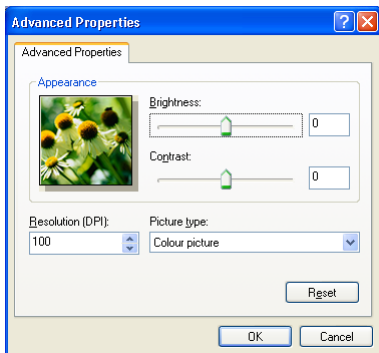 Advanced Properties
Advanced Properties
Appearance
Brightness:
0
Contrast:
0
Resolution (DPI): Picture type:
100 Colour picture
Reset
OK Cancel